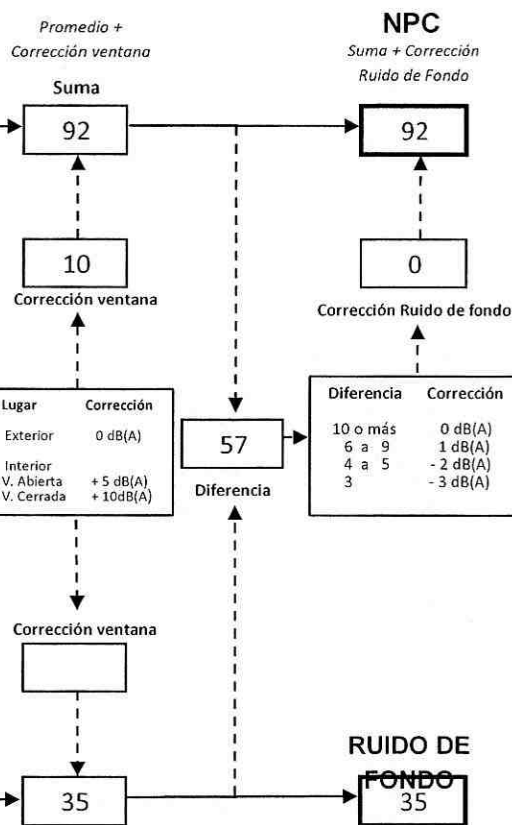 Promedio +
Corrección ventana
Suma
92
NPC
Suma + Corrección
Ruido de Fondo
92
10
Corrección ventana
0
Corrección Ruido de fondo
Lugar Corrección
Exterior 0 dB(A)
Interior
V. Abierta + 5 dB(A)
V. Cerrada + 10dB(A)
57
Diferencia
Diferencia Corrección
10 o más 0 dB(A)
6 a 9 1 dB(A)
4 a 5 - 2 dB(A)
3 - 3 dB(A)
Corrección ventana
35
RUIDO DE
FONDO
35